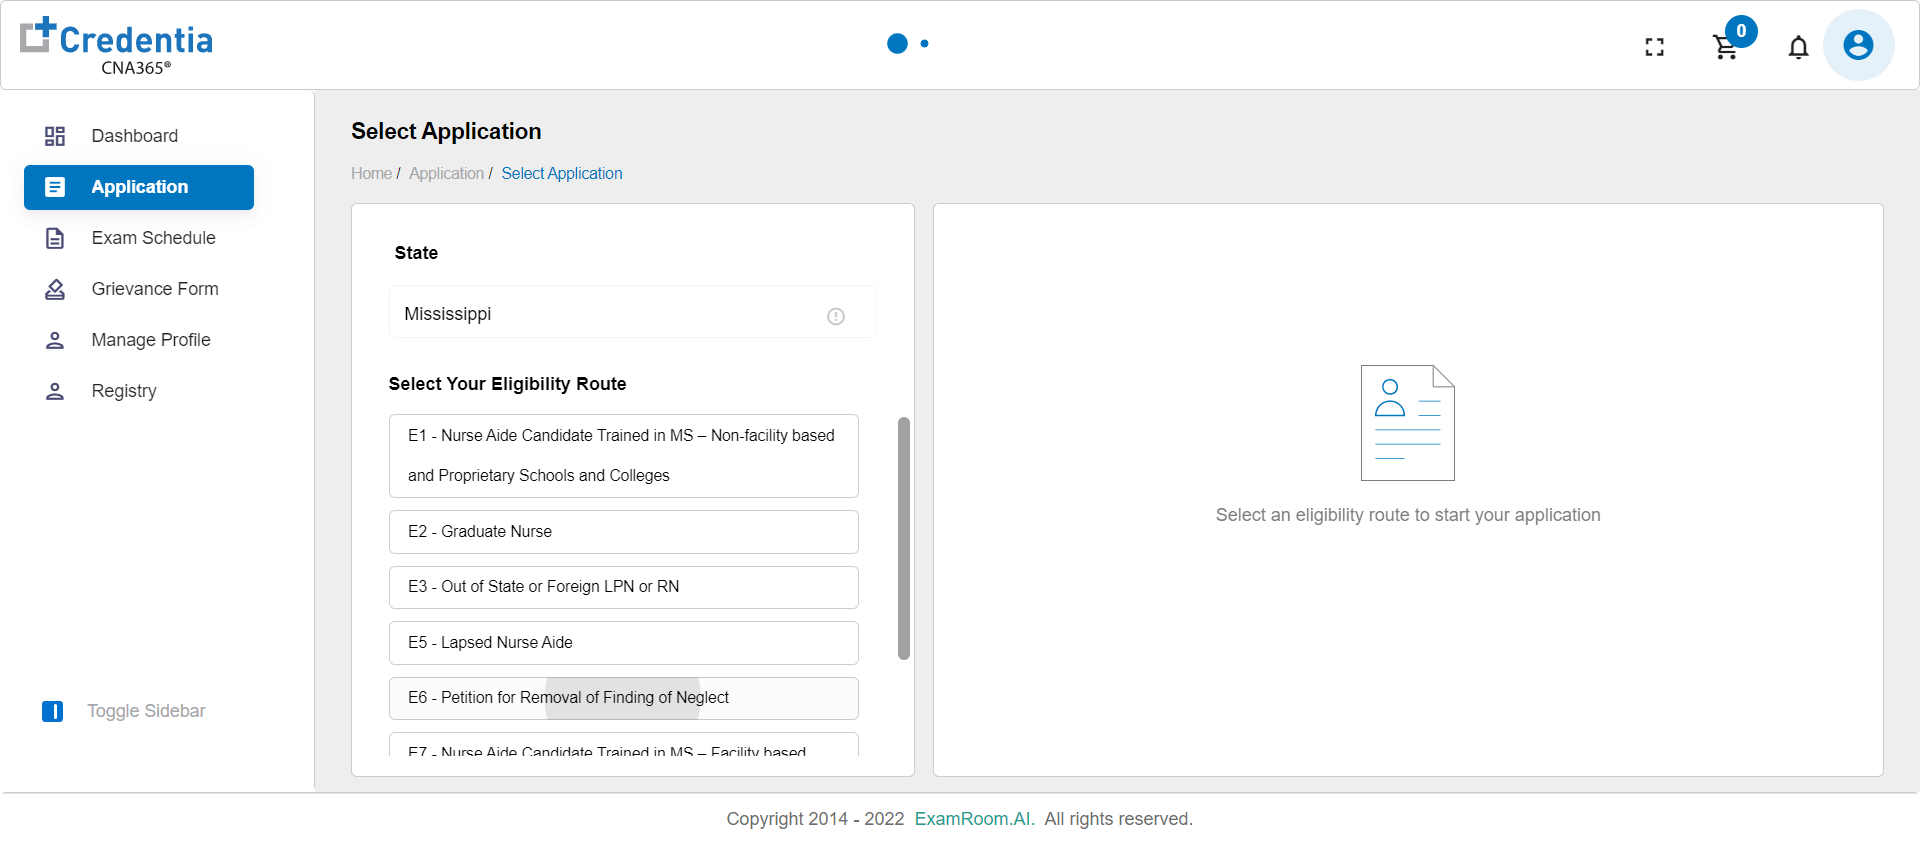 Credentia
CNA365®
0
Dashboard
Application
Exam Schedule
Grievance Form
Manage Profile
Registry
Toggle Sidebar
Select Application
Home / Application / Select Application
State
Mississippi
Select Your Eligibility Route
E1 - Nurse Aide Candidate Trained in MS – Non-facility based
and Proprietary Schools and Colleges
E2 - Graduate Nurse
E3 - Out of State or Foreign LPN or RN
E5 - Lapsed Nurse Aide
E6 - Petition for Removal of Finding of Neglect
E7 - Nurse Aide Candidate Trained in MS – Facility based
Select an eligibility route to start your application
Copyright 2014 - 2022 ExamRoom.AI. All rights reserved.